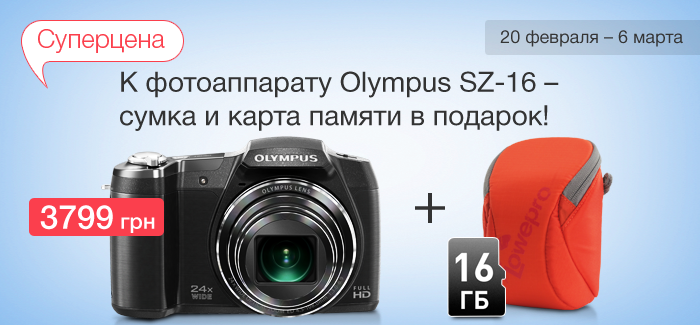 Суперцена
20 февраля – 6 марта
К фотоаппарату Olympus SZ-16 –
сумка и карта памяти в подарок!
OLYMPUS
S
OLYMPUS LENS
3799 грн
+
24x
WIDE
FULL
HD
16
ГБ
Lowepro